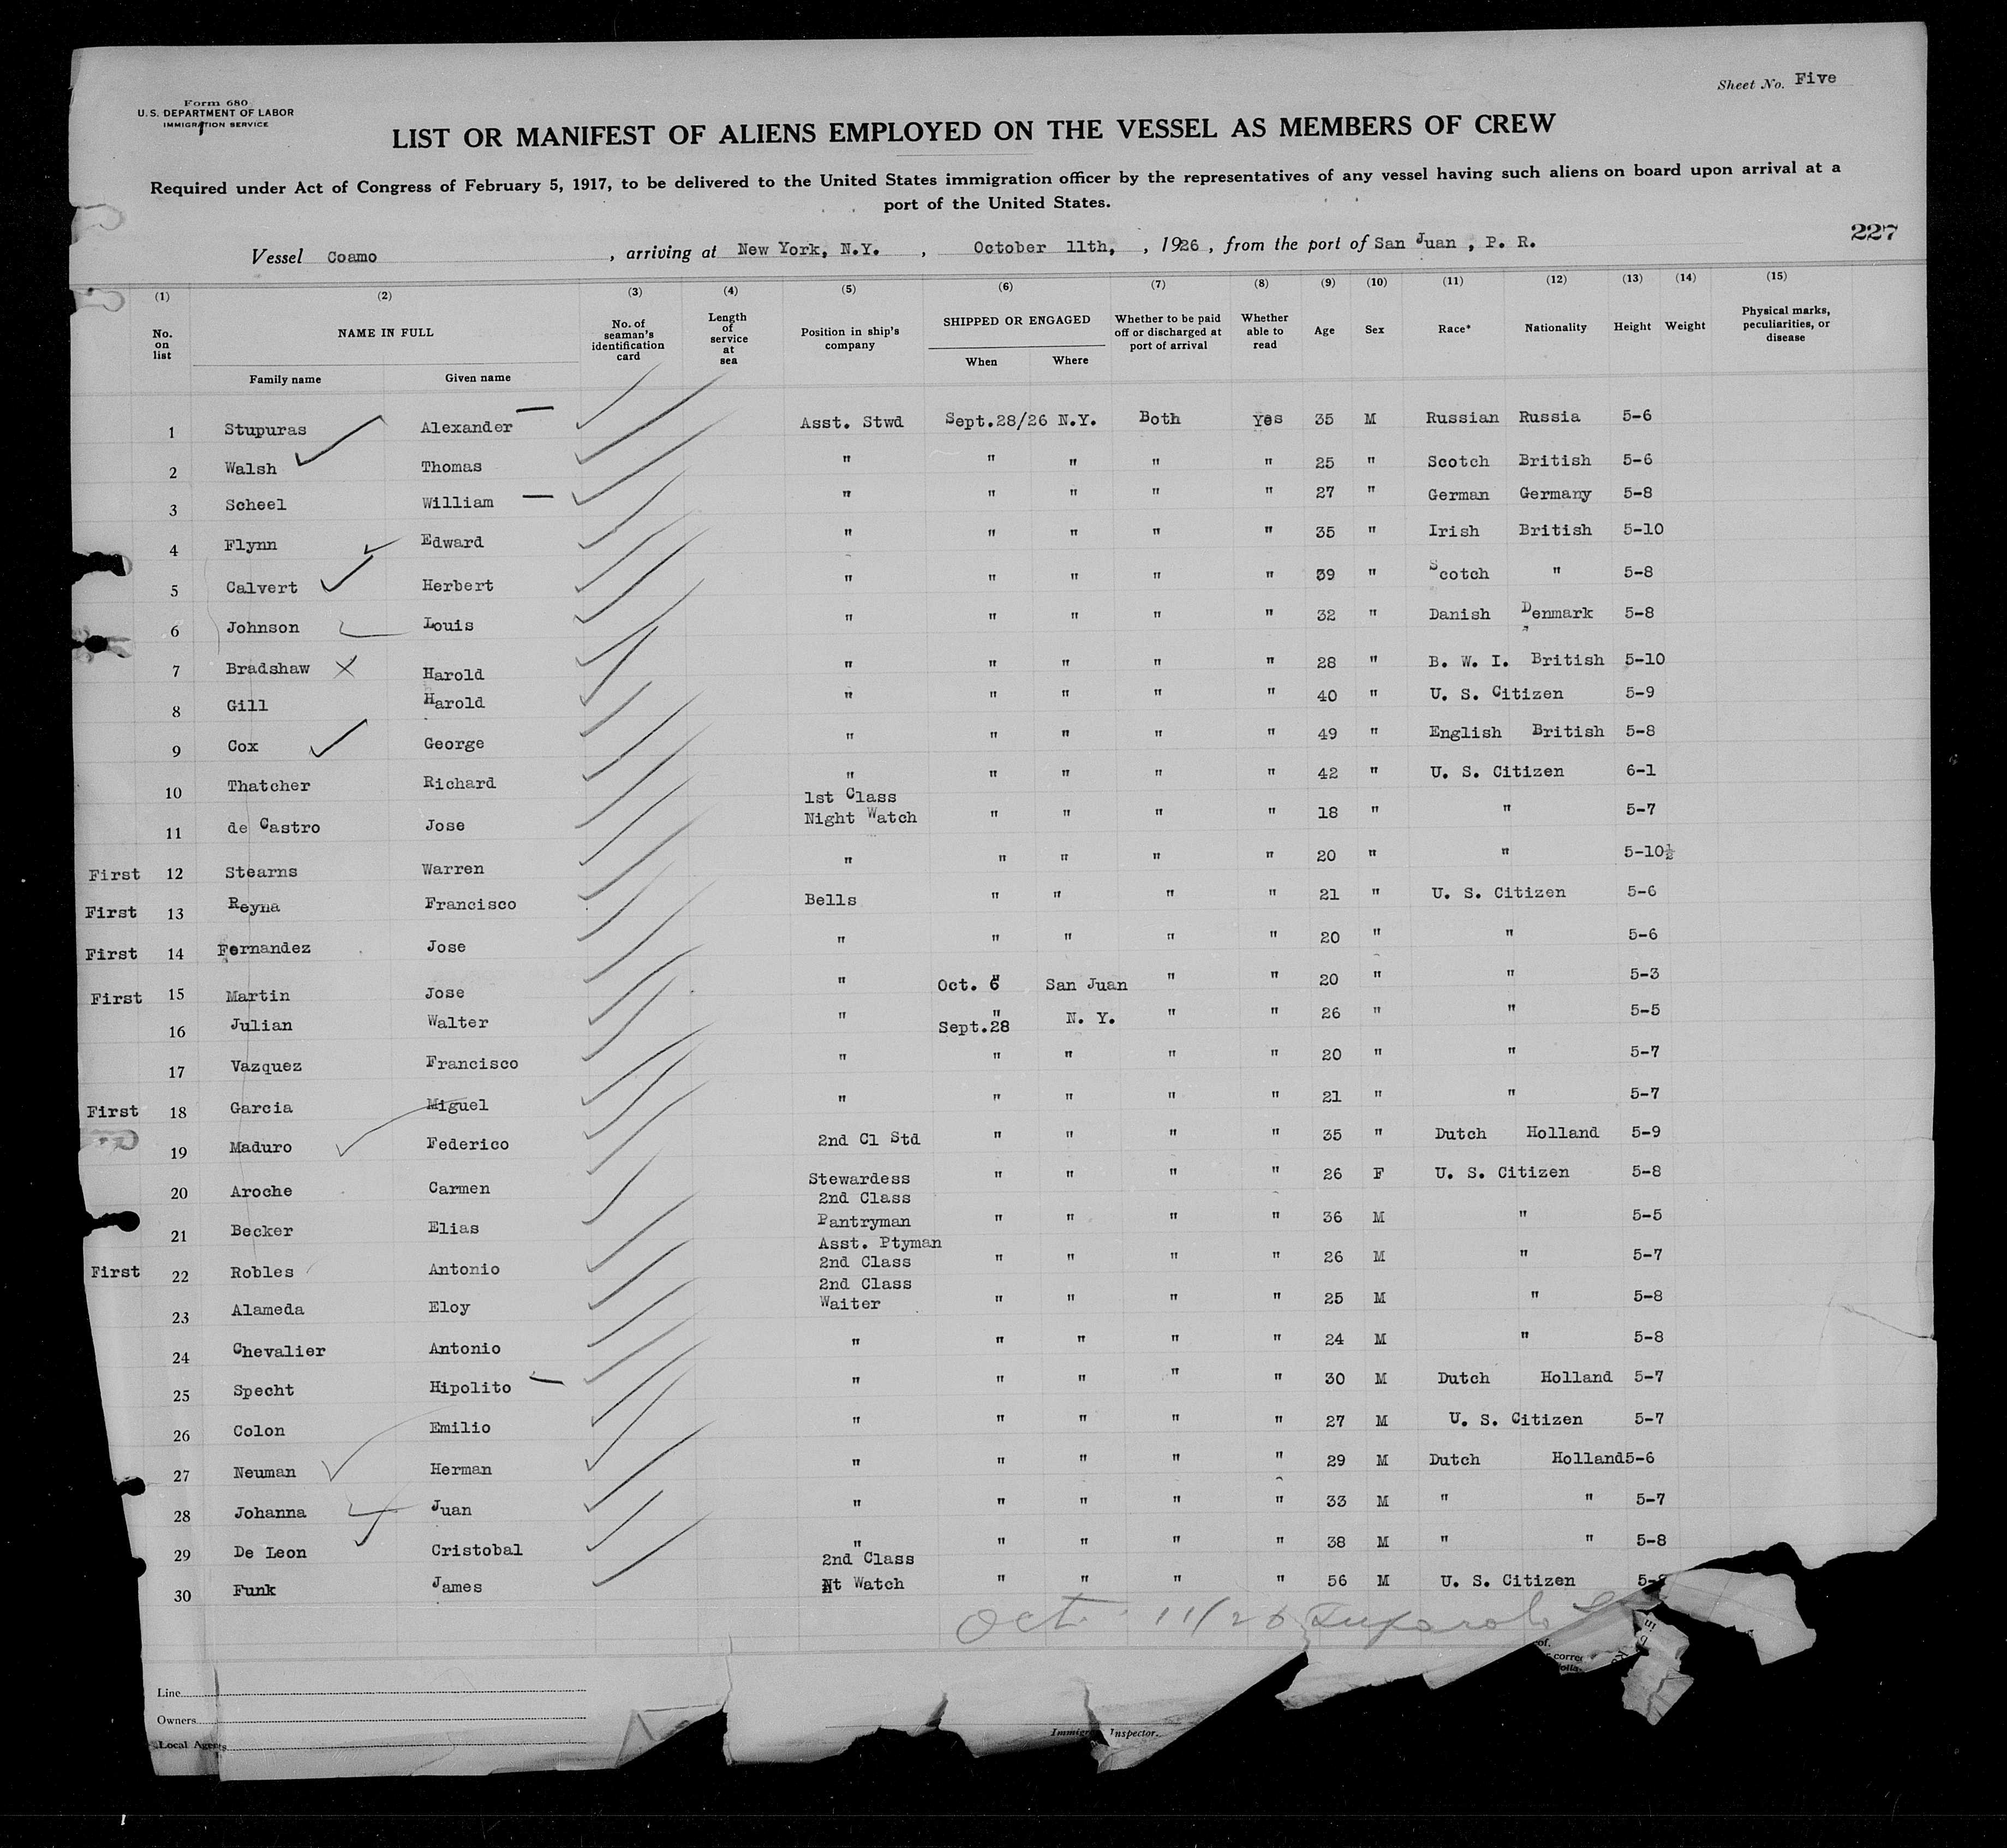 Sheet No. Five
Form 680
U.S. DEPARTMENT OF LABOR
IMMIGRATION SERVICE
LIST OR MANIFEST OF ALIENS EMPLOYED ON THE VESSEL AS MEMBERS OF CREW
Required under Act of Congress of February 5, 1917, to be delivered to the United States immigration officer by the representatives of any vessel having such aliens on board upon arrival at a
port of the United States.
227
Vessel Coamo, arriving at New York, N.Y., October 11th, , 1926, from the port of San Juan, P. R.
(1) (2) (3) (4) (5) (6) (7) (8) (9) (10) (11) (12) (13) (14) (15)
No. on list NAME IN FULL Family name Given name No. of seaman's identification card Length of service at sea Position in ship's company SHIPPED OR ENGAGED When Where Whether to be paid off or discharged at port of arrival Whether able to read Age Sex Race* Nationality Height Weight Physical marks, peculiarities, or disease
1 Stupuras Alexander Asst. Stwd Sept.28/26 N.Y. Both Yes 35 M Russian Russia 5-6
2 Walsh Thomas " " " " " 25 " Scotch British 5-6
3 Scheel William " " " " " 27 " German Germany 5-8
4 Flynn Edward " " " " " 35 " Irish British 5-10
5 Calvert Herbert " " " " " 39 " Scotch " 5-8
6 Johnson Louis " " " " " 32 " Danish Denmark 5-8
7 Bradshaw Harold " " " " " 28 " B. W. I. British 5-10
8 Gill Harold " " " " " 40 " U. S. Citizen 5-9
9 Cox George " " " " " 49 " English British 5-8
10 Thatcher Richard " " " " " 42 " U. S. Citizen 6-1
11 de Castro Jose 1st Class Night Watch " " " " 18 " " 5-7
First 12 Stearns Warren " " " " " 20 " " 5-10½
First 13 Reyna Francisco Bells " " " " 21 " U. S. Citizen 5-6
First 14 Fernandez Jose " " " " " 20 " " 5-6
First 15 Martin Jose " Oct. 6 San Juan " " 20 " " 5-3
16 Julian Walter " " Sept.28 N. Y. " " 26 " " 5-5
17 Vazquez Francisco " " " " " 20 " " 5-7
First 18 Garcia Miguel " " " " " 21 " " 5-7
19 Maduro Federico 2nd Cl Std " " " " 35 " Dutch Holland 5-9
20 Aroche Carmen Stewardess " " " " 26 F U. S. Citizen 5-8
21 Becker Elias 2nd Class Pantryman " " " " 36 M " 5-5
First 22 Robles Antonio Asst. Ptyman 2nd Class " " " " 26 M " 5-7
23 Alameda Eloy 2nd Class Waiter " " " " 25 M " 5-8
24 Chevalier Antonio " " " " " 24 M " 5-8
25 Specht Hipolito " " " " " 30 M Dutch Holland 5-7
26 Colon Emilio " " " " " 27 M U. S. Citizen 5-7
27 Neuman Herman " " " " " 29 M Dutch Holland 5-6
28 Johanna Juan " " " " " 33 M " " 5-7
29 De Leon Cristobal " " " " " 38 M " " 5-8
30 Funk James 2nd Class Nt Watch " " " " 56 M U. S. Citizen
Oct. 11/26
Line
Owners
Local Agents
Immigrant Inspector.